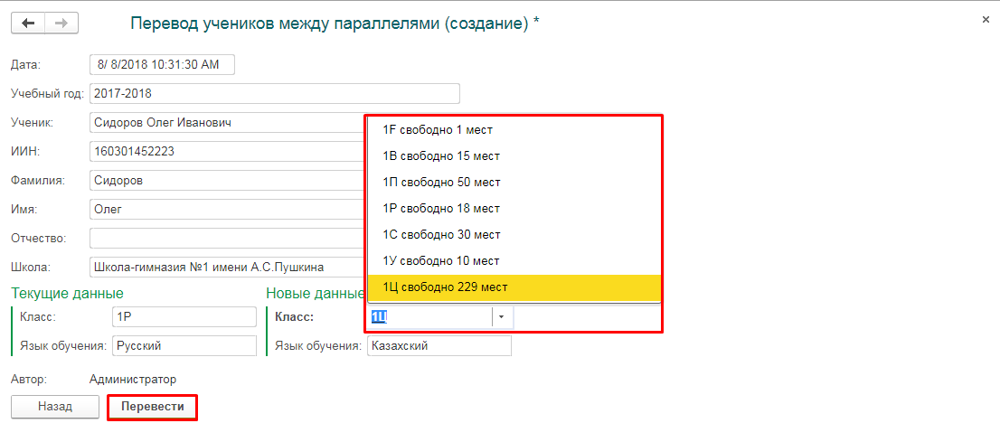 Перевод учеников между параллелями (создание) *
Дата: 8/ 8/2018 10:31:30 AM
Учебный год: 2017-2018
Ученик: Сидоров Олег Иванович
ИИН: 160301452223
Фамилия: Сидоров
Имя: Олег
Отчество:
Школа: Школа-гимназия №1 имени А.С.Пушкина
1F свободно 1 мест
1В свободно 15 мест
1П свободно 50 мест
1Р свободно 18 мест
1С свободно 30 мест
1У свободно 10 мест
1Ц свободно 229 мест
Текущие данные Новые данные
Класс: 1Р Класс: 1Ц
Язык обучения: Русский Язык обучения: Казахский
Автор: Администратор
Назад Перевести